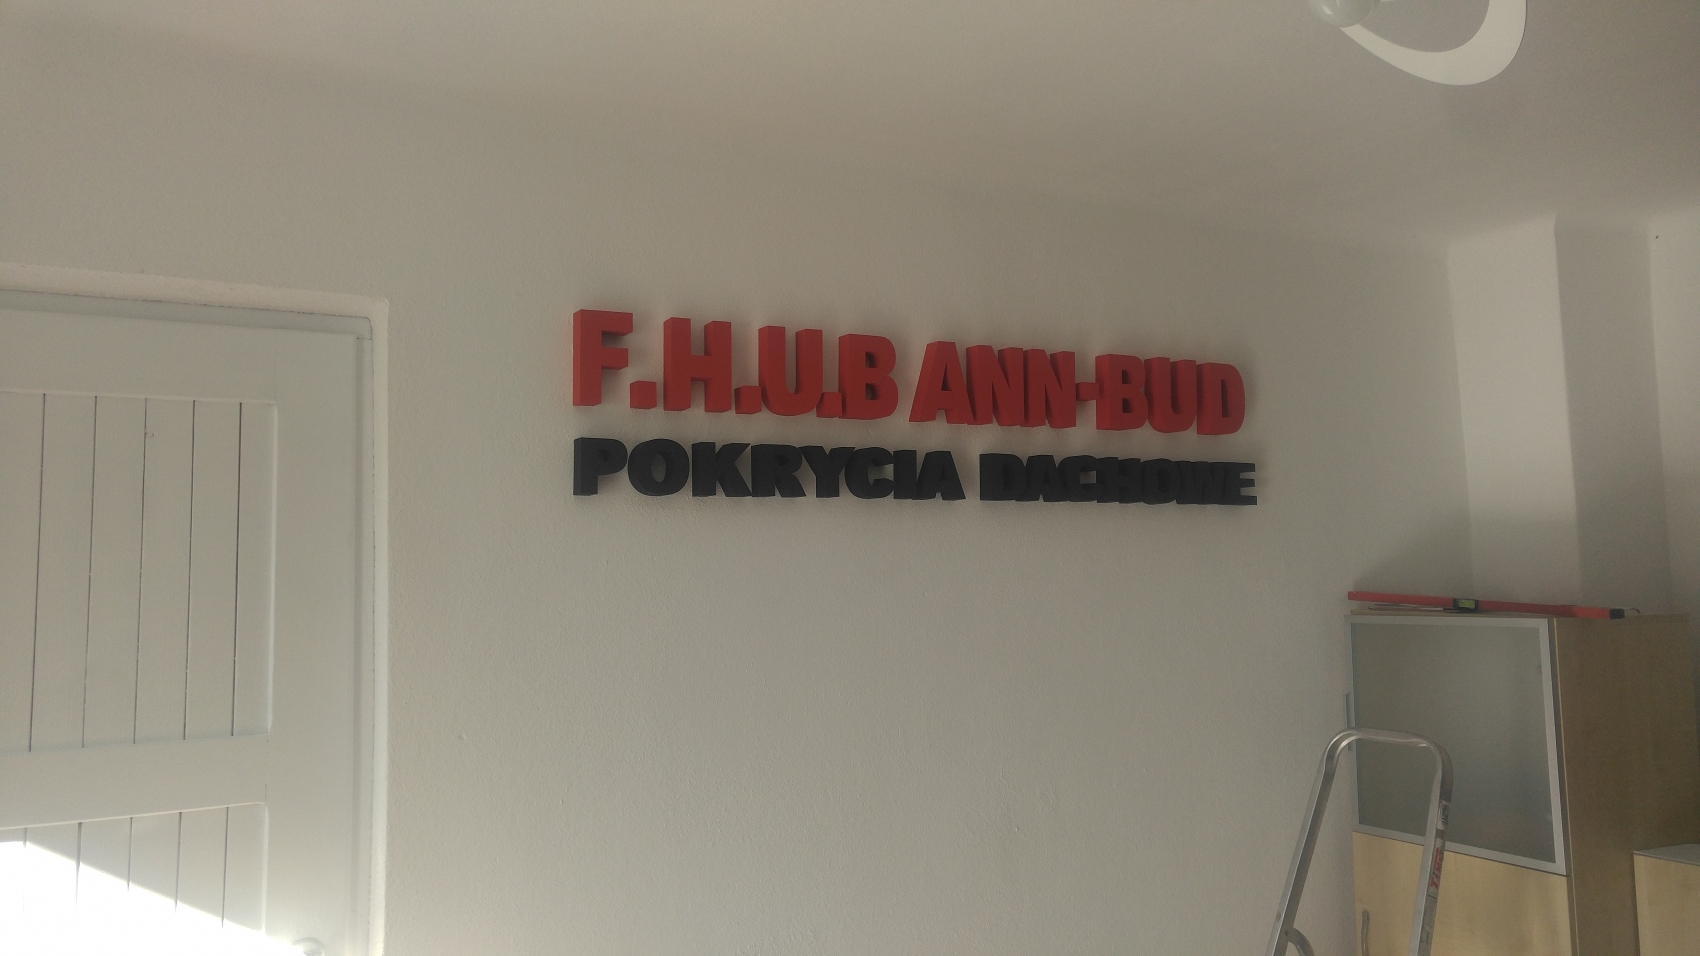 F.H.U.B ANN-BUD
POKRYCIA DACHOWE